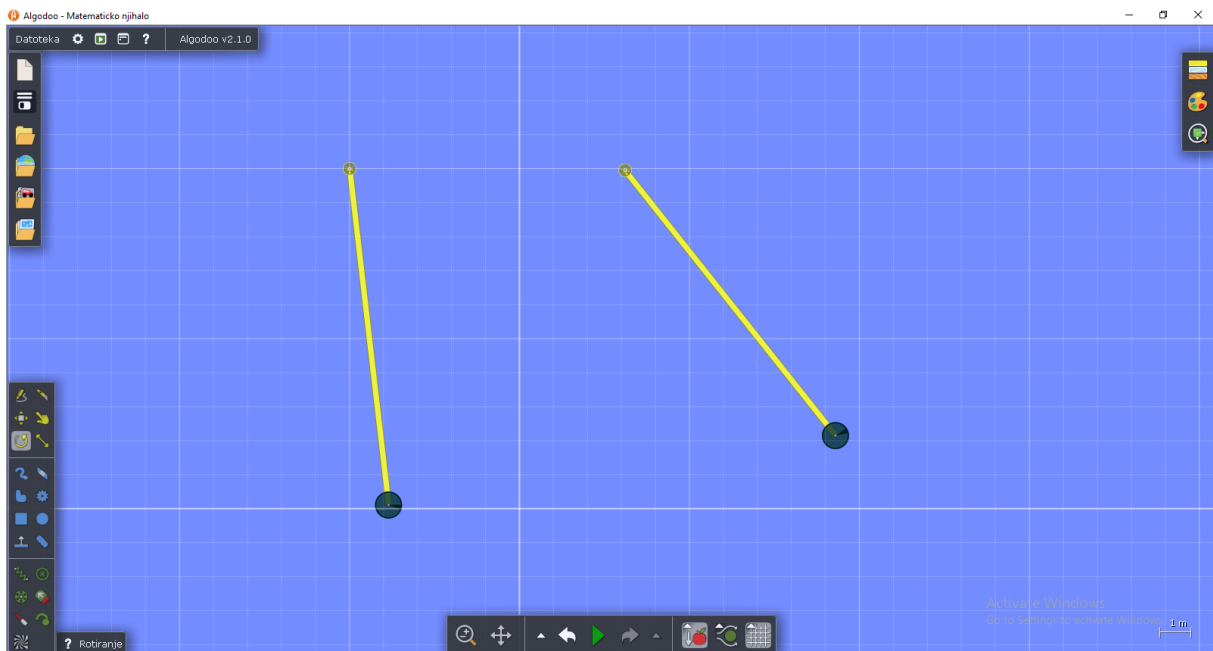 Algodoo - Matematicko njihalo
Datoteka ? Algodoo v2.1.0
Activate Windows
Go to Settings to activate Windows.
1 m
? Rotiranje